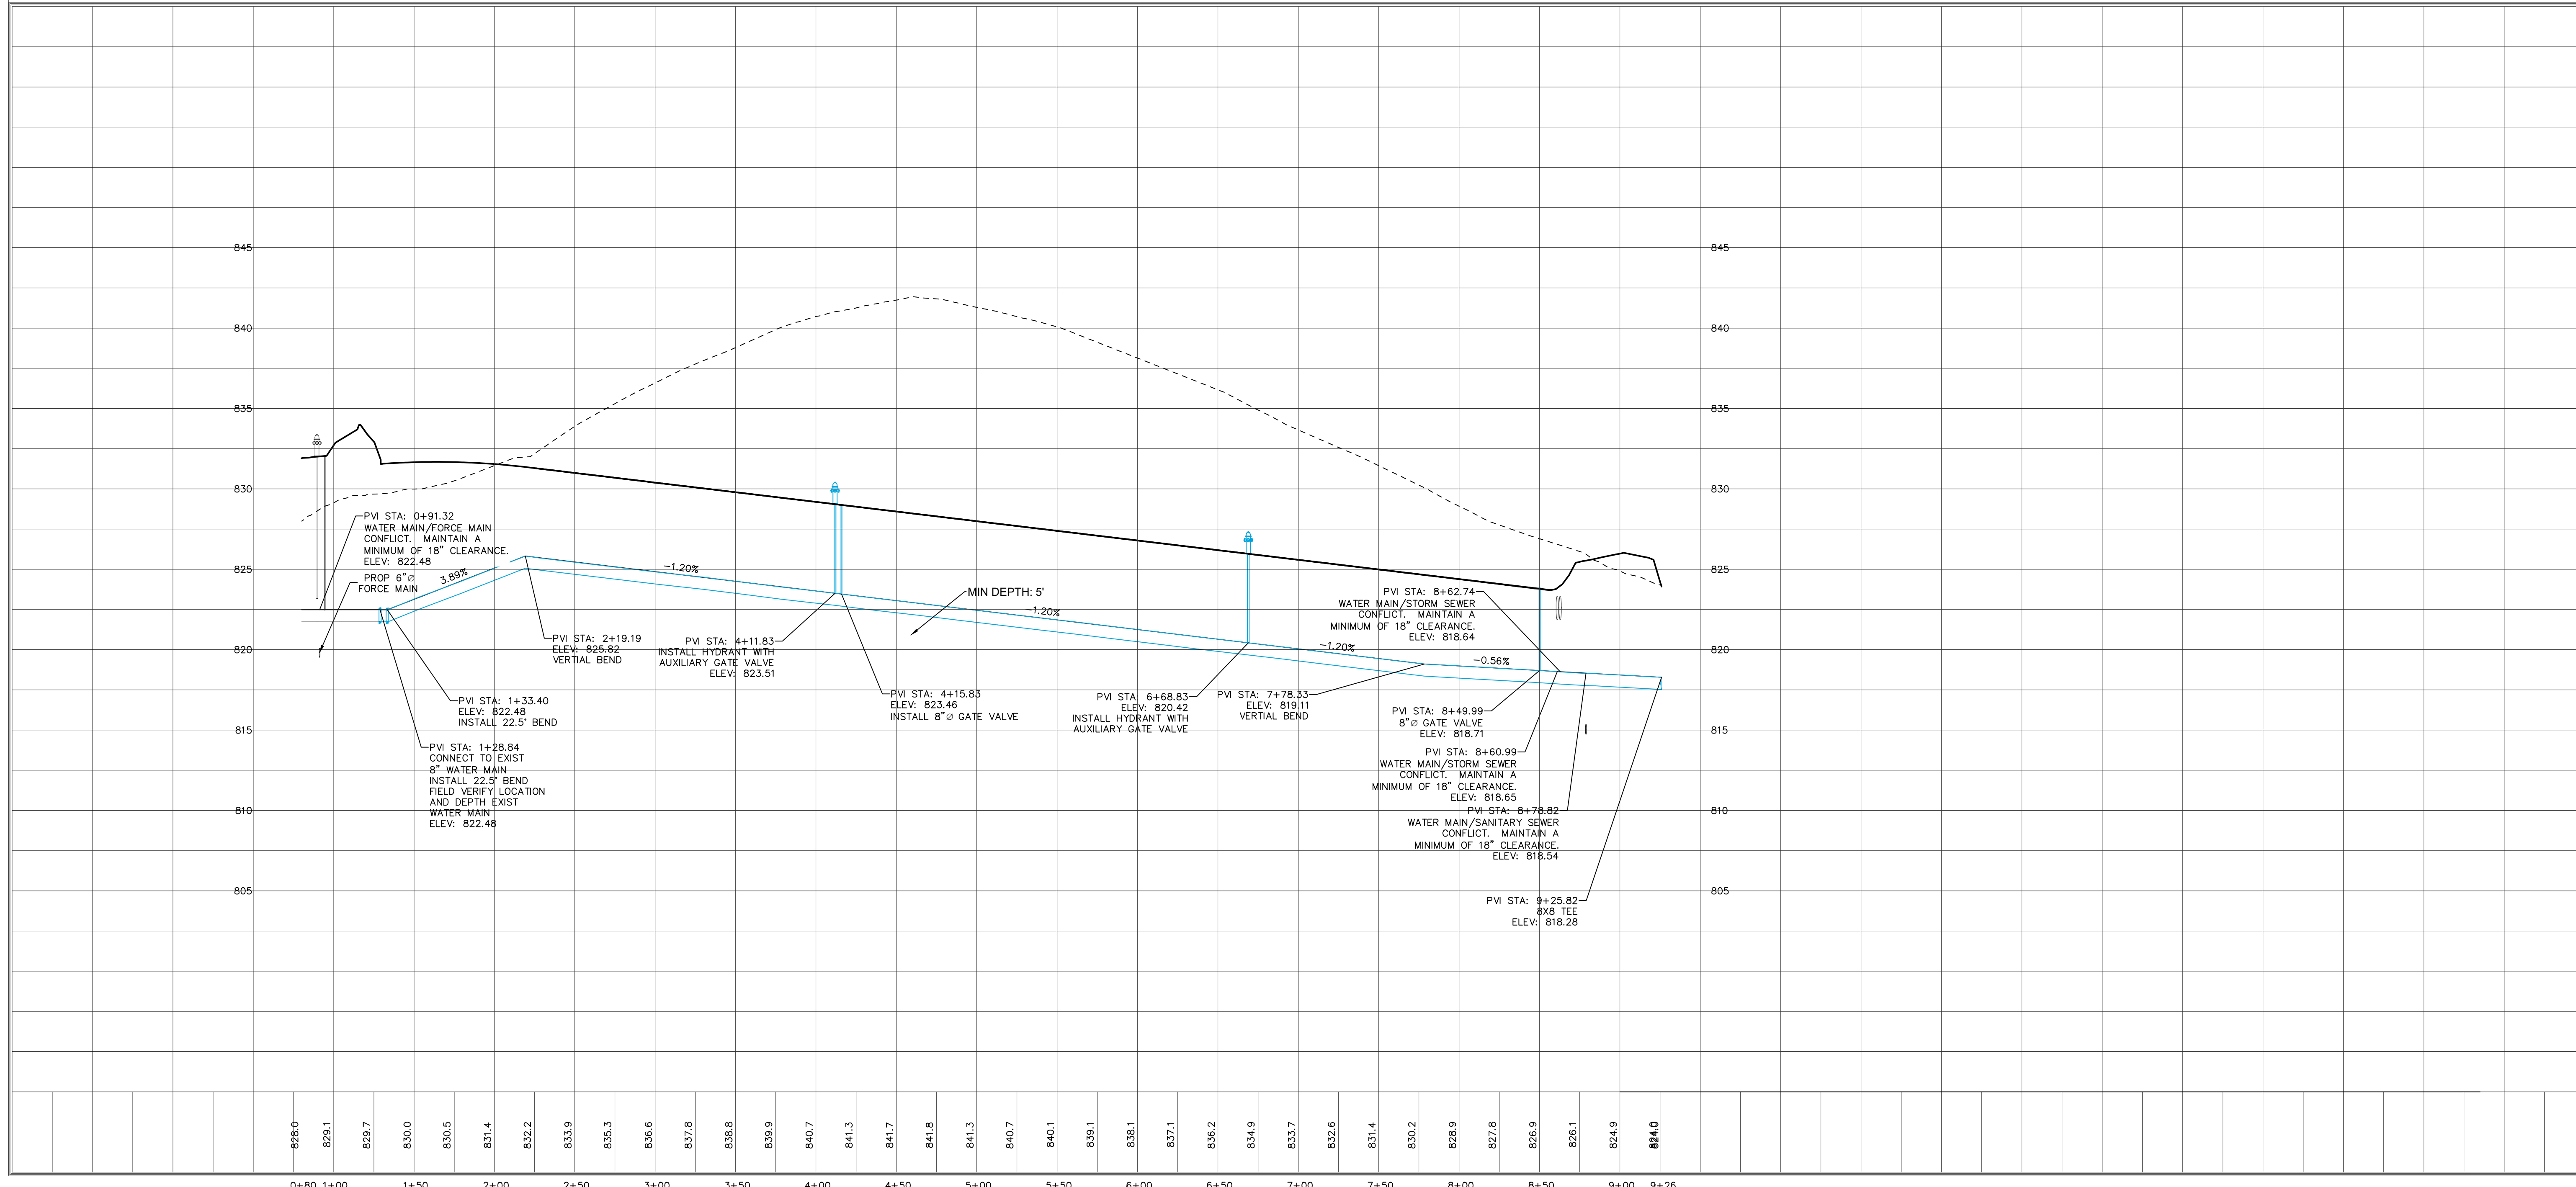 845
845
840
840
835
835
830
830
825
825
820
820
815
815
810
810
805
805
PVI STA: 0+91.32
WATER MAIN/FORCE MAIN
CONFLICT. MAINTAIN A
MINIMUM OF 18" CLEARANCE.
ELEV: 822.48
PROP 6"∅
FORCE MAIN
3.89%
-1.20%
PVI STA: 1+33.40
ELEV: 822.48
INSTALL 22.5° BEND
PVI STA: 1+28.84
CONNECT TO EXIST
8" WATER MAIN
INSTALL 22.5° BEND
FIELD VERIFY LOCATION
AND DEPTH EXIST
WATER MAIN
ELEV: 822.48
PVI STA: 2+19.19
ELEV: 825.82
VERTIAL BEND
PVI STA: 4+11.83
INSTALL HYDRANT WITH
AUXILIARY GATE VALVE
ELEV: 823.51
PVI STA: 4+15.83
ELEV: 823.46
INSTALL 8"∅ GATE VALVE
MIN DEPTH: 5'
-1.20%
PVI STA: 6+68.83
ELEV: 820.42
INSTALL HYDRANT WITH
AUXILIARY GATE VALVE
-1.20%
PVI STA: 7+78.33
ELEV: 819.11
VERTIAL BEND
-0.56%
PVI STA: 8+62.74
WATER MAIN/STORM SEWER
CONFLICT. MAINTAIN A
MINIMUM OF 18" CLEARANCE.
ELEV: 818.64
PVI STA: 8+49.99
8"∅ GATE VALVE
ELEV: 818.71
PVI STA: 8+60.99
WATER MAIN/STORM SEWER
CONFLICT. MAINTAIN A
MINIMUM OF 18" CLEARANCE.
ELEV: 818.65
PVI STA: 8+78.82
WATER MAIN/SANITARY SEWER
CONFLICT. MAINTAIN A
MINIMUM OF 18" CLEARANCE.
ELEV: 818.54
PVI STA: 9+25.82
8X8 TEE
ELEV: 818.28
828.0
829.1
829.7
830.0
830.5
831.4
832.2
833.9
835.3
836.6
837.8
838.8
839.9
840.7
841.3
841.7
841.8
841.3
840.7
840.1
839.1
838.1
837.1
836.2
834.9
833.7
832.6
831.4
830.2
828.9
827.8
826.9
826.1
824.9
0+80 1+00 1+50 2+00 2+50 3+00 3+50 4+00 4+50 5+00 5+50 6+00 6+50 7+00 7+50 8+00 8+50 9+00 9+26